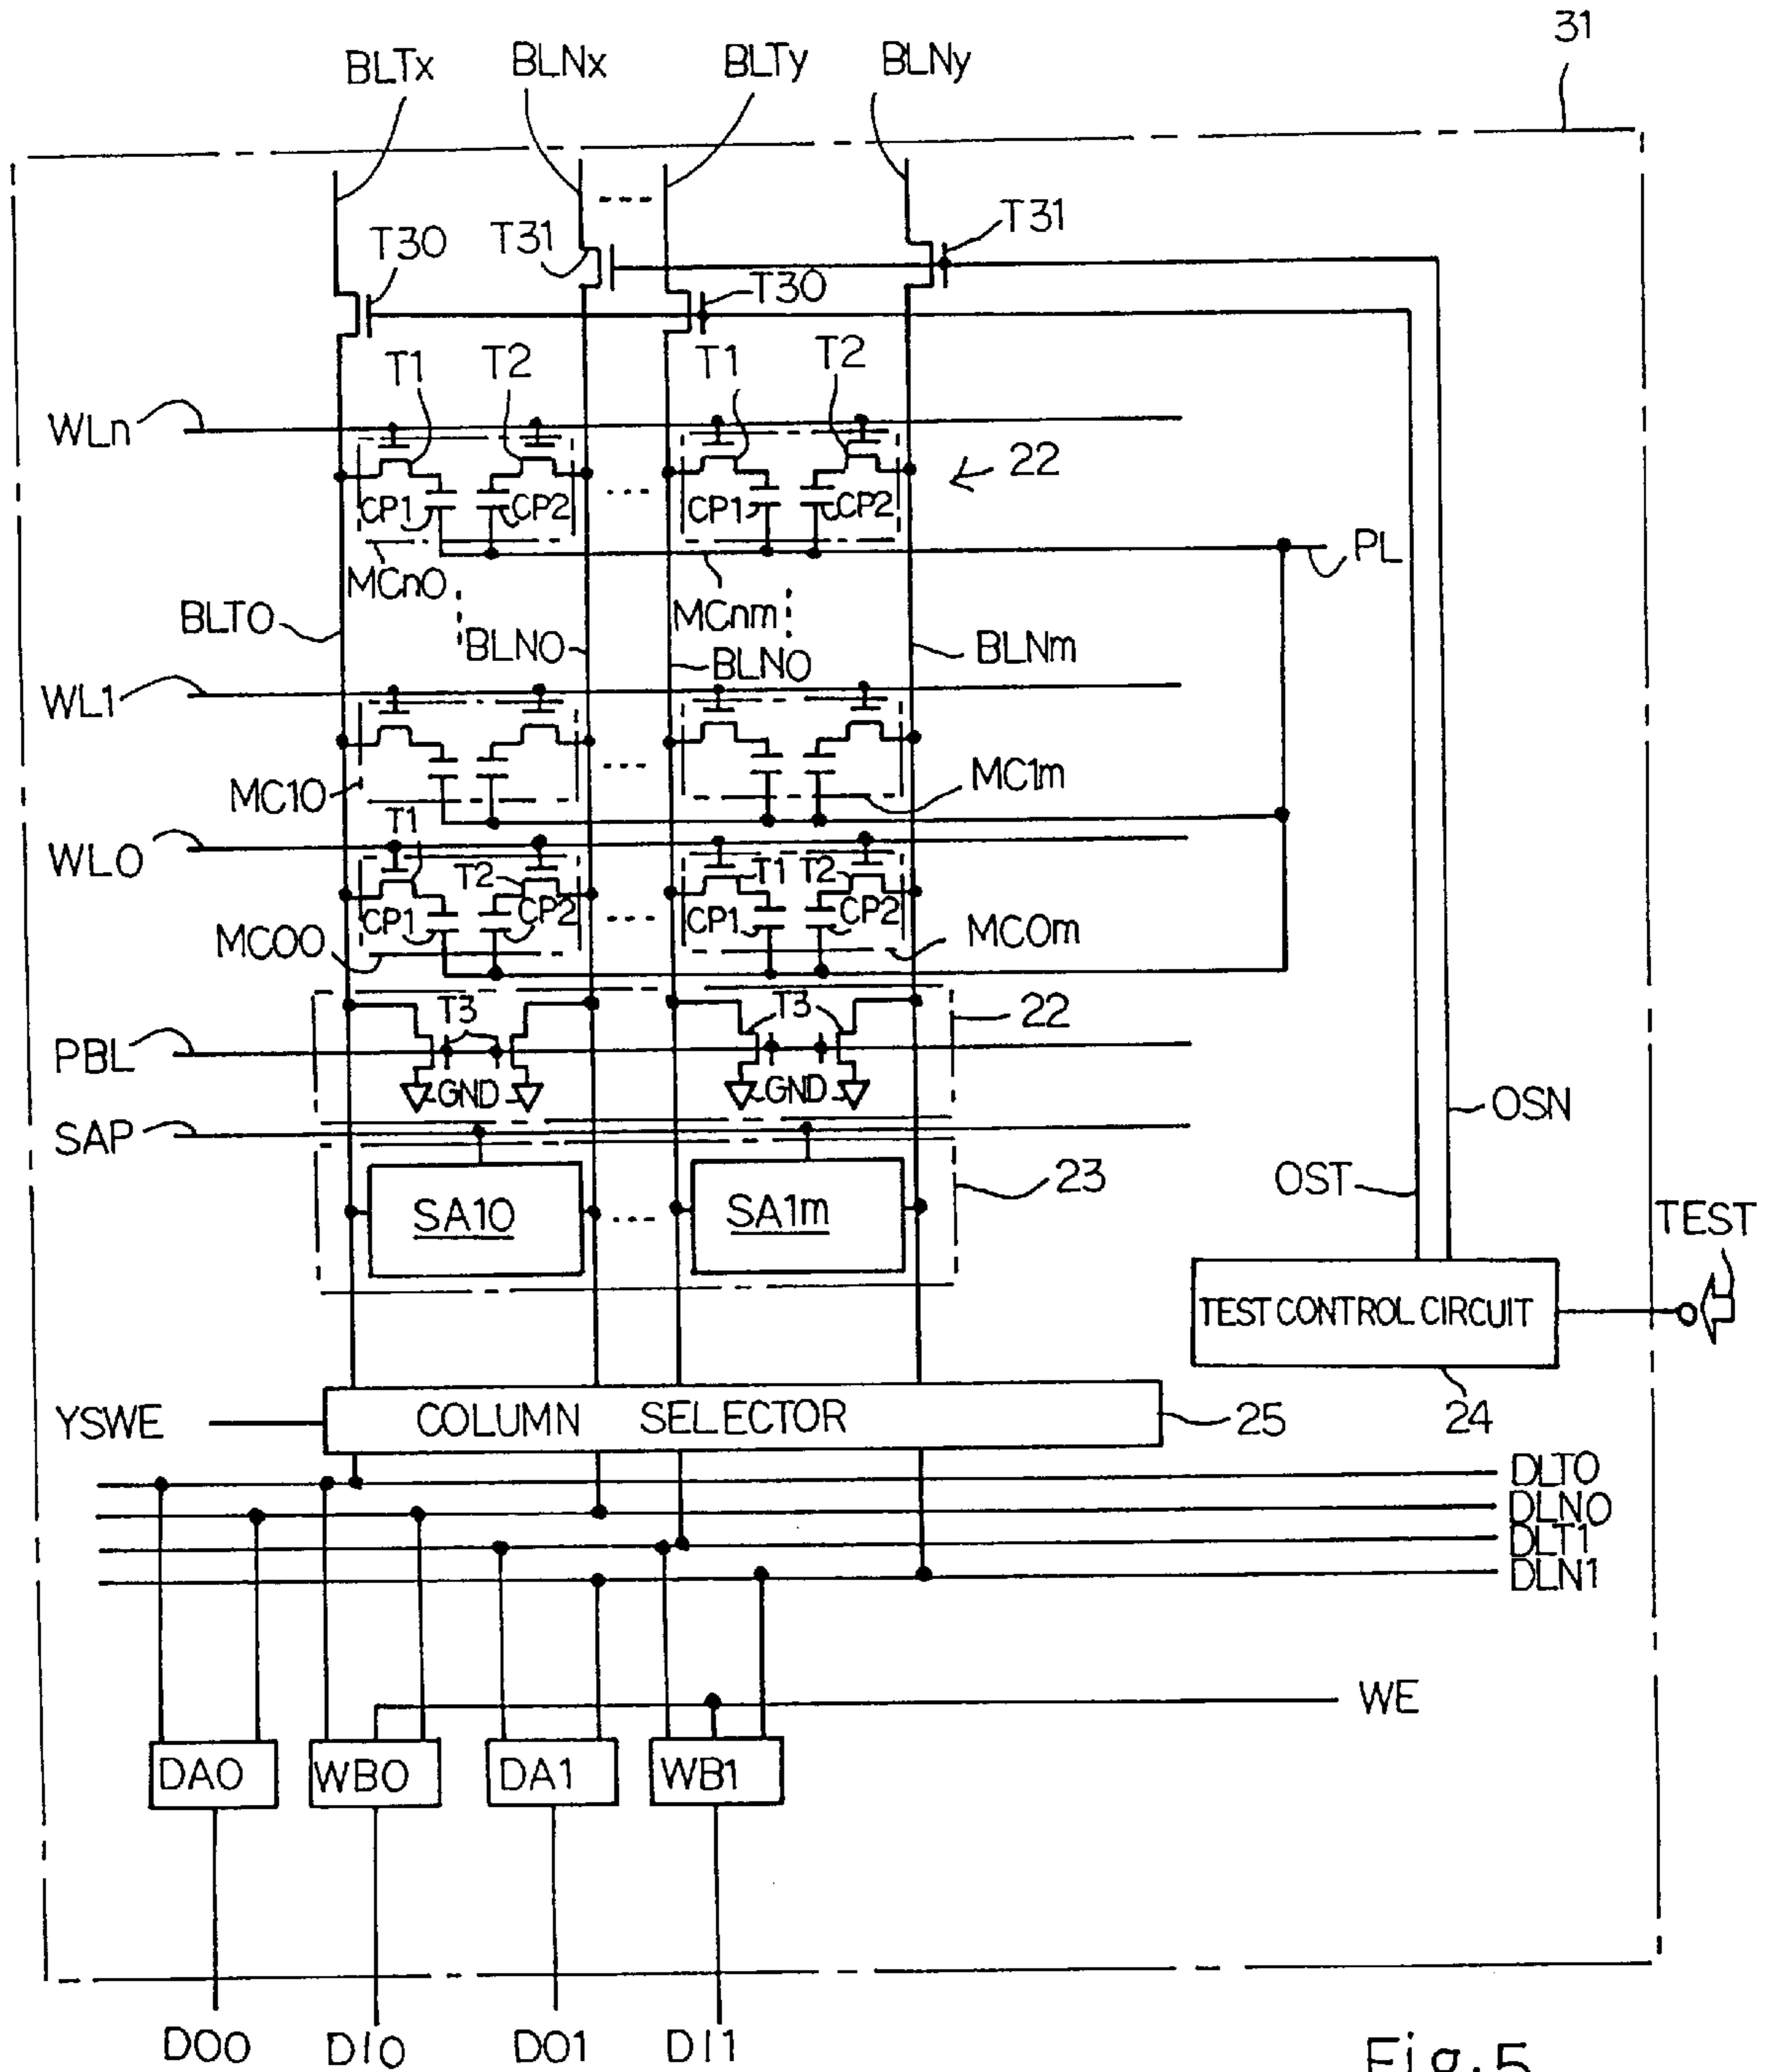 31
BLTx BLNx BLTy BLNy
T30 T31 T31
T30
T1 T2 T1 T2
WLn
22
CP1 CP2 CP1 CP2
PL
MCn0 MCnm
BLT0
BLN0 BLN0 BLNm
WL1
MC10 MC1m
T1
WL0
T2 T1 T2
CP1 CP2 CP1 CP2
MC00 MC0m
T3 T3 22
PBL
GND GND
OSN
SAP
OST
23
SA10 SA1m
TEST
TEST CONTROL CIRCUIT
24
YSWE COLUMN SELECTOR 25
DLT0
DLN0
DLT1
DLN1
WE
DA0 WB0 DA1 WB1
DO0 DI0 DO1 DI1
Fig.5